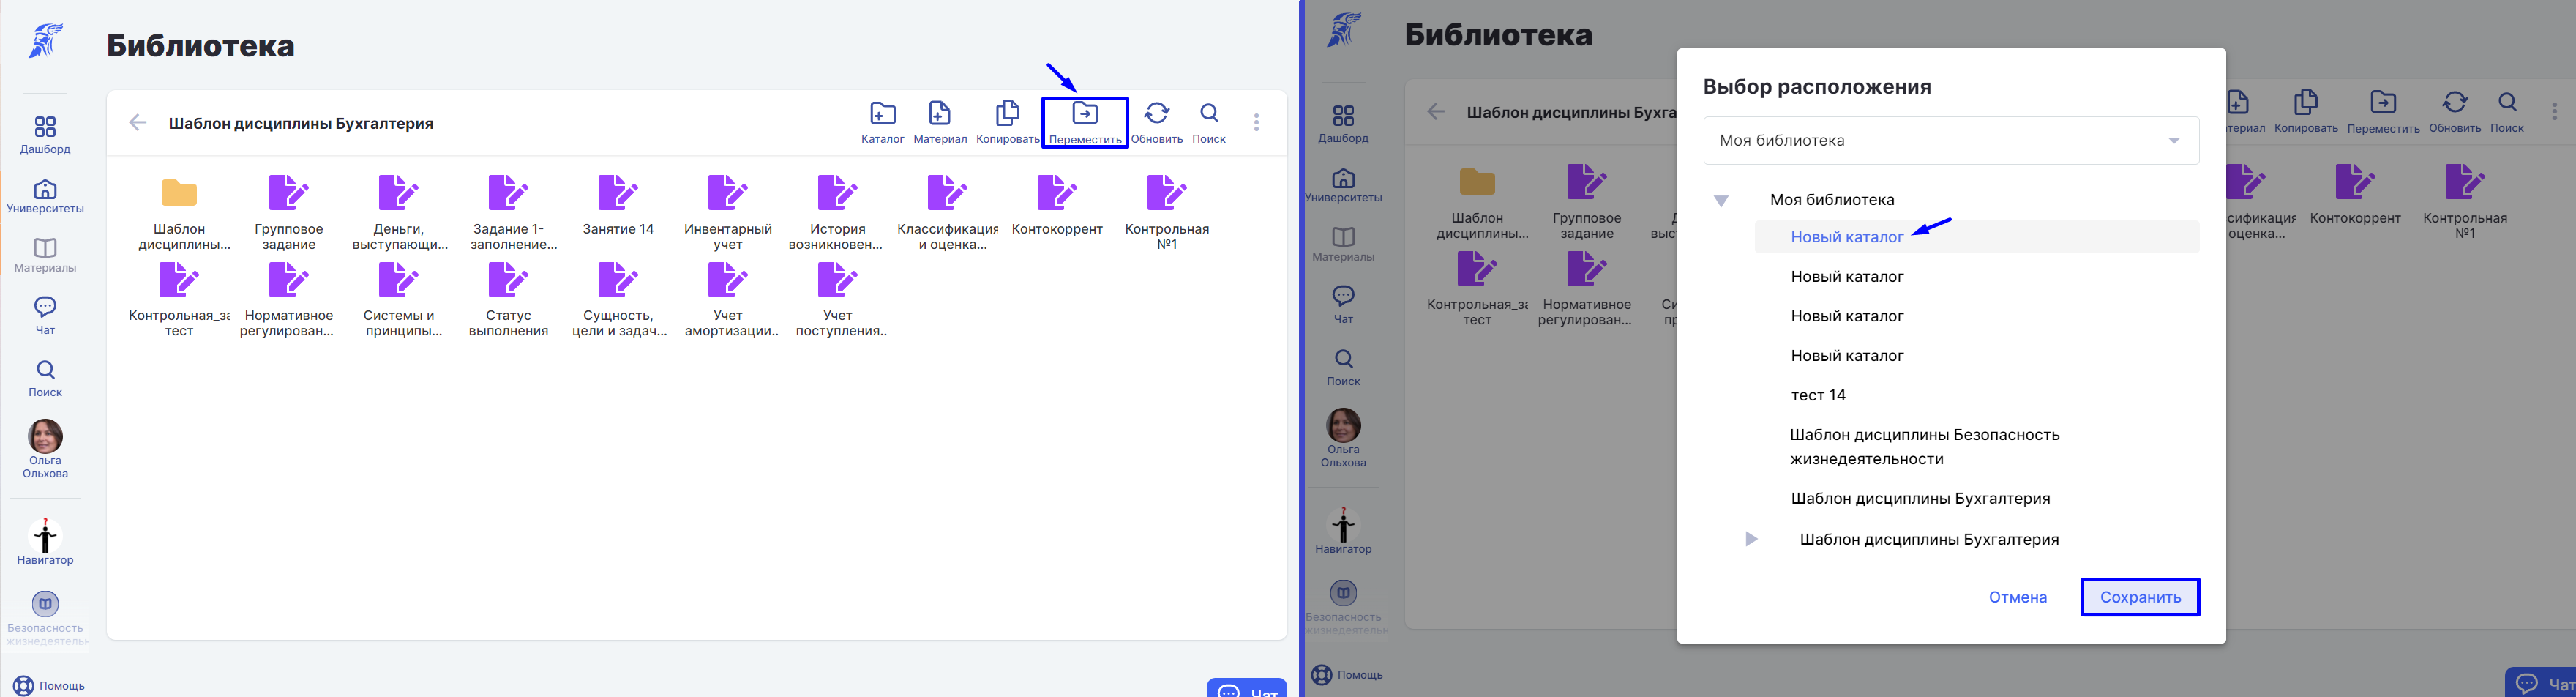 Библиотека
Шаблон дисциплины Бухгалтерия
Каталог
Материал
Копировать
Переместить
Обновить
Поиск
Дашборд
Университеты
Материалы
Чат
Поиск
Ольга
Ольхова
Навигатор
Безопасность
жизнедеятельн
Помощь
Шаблон
дисциплины...
Групповое
задание
Деньги,
выступающи...
Задание 1-
заполнение...
Занятие 14
Инвентарный
учет
История
возникновен...
Классификация
и оценка...
Контокоррент
Контрольная
№1
Контрольная_за
тест
Нормативное
регулирован...
Системы и
принципы...
Статус
выполнения
Сущность,
цели и задач...
Учет
амортизации...
Учет
поступления...
Чат
Библиотека
Шаблон дисциплины Бухга
териал
Копировать
Переместить
Обновить
Поиск
Дашборд
Университеты
Материалы
Чат
Поиск
Ольга
Ольхова
Навигатор
Безопасность
жизнедеятельн
Помощь
Шаблон
дисциплины...
Групповое
задание
Д
выст
сификация
оценка...
Контокоррент
Контрольная
№1
Контрольная_за
тест
Нормативное
регулирован...
Си
пр
Выбор расположения
Моя библиотека
Моя библиотека
Новый каталог
Новый каталог
Новый каталог
Новый каталог
тест 14
Шаблон дисциплины Безопасность
жизнедеятельности
Шаблон дисциплины Бухгалтерия
Шаблон дисциплины Бухгалтерия
Отмена
Сохранить
Чат